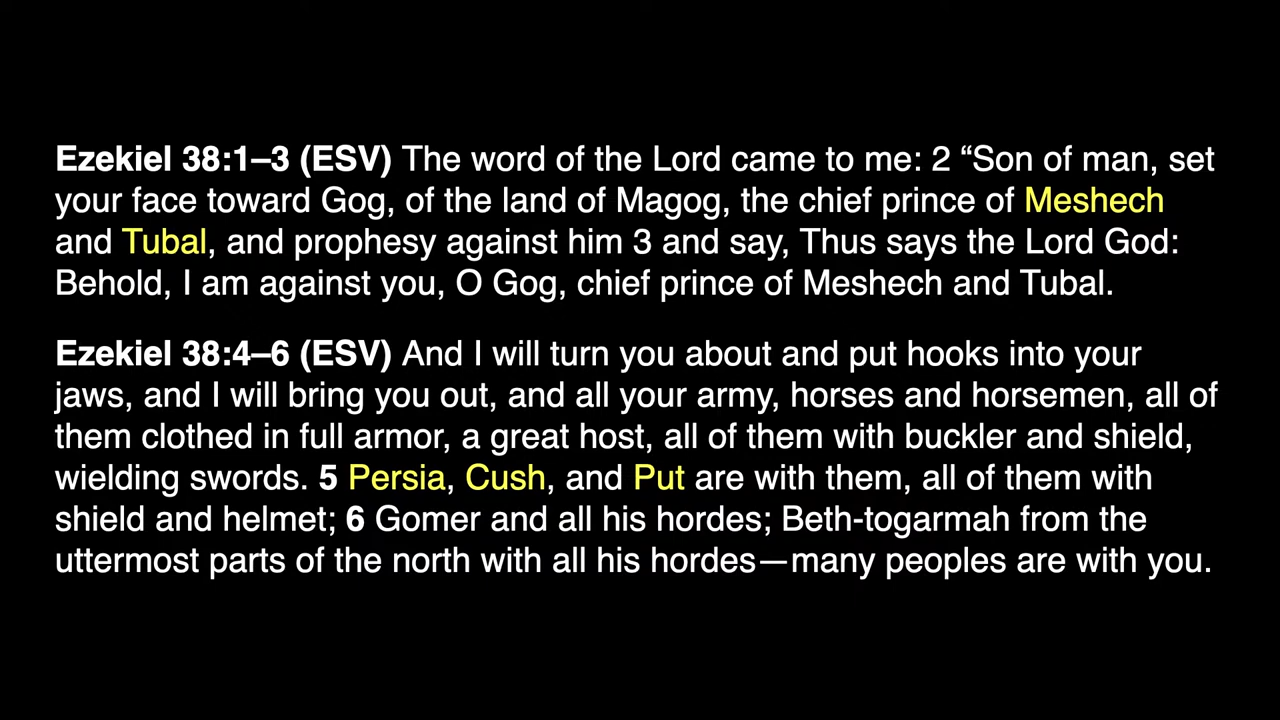 Ezekiel 38:1–3 (ESV) The word of the Lord came to me: 2 “Son of man, set
your face toward Gog, of the land of Magog, the chief prince of Meshech
and Tubal, and prophesy against him 3 and say, Thus says the Lord God:
Behold, I am against you, O Gog, chief prince of Meshech and Tubal.
Ezekiel 38:4–6 (ESV) And I will turn you about and put hooks into your
jaws, and I will bring you out, and all your army, horses and horsemen, all of
them clothed in full armor, a great host, all of them with buckler and shield,
wielding swords. 5 Persia, Cush, and Put are with them, all of them with
shield and helmet; 6 Gomer and all his hordes; Beth-togarmah from the
uttermost parts of the north with all his hordes—many peoples are with you.